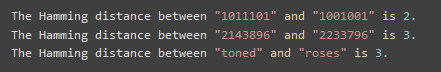 The Hamming distance between "1011101" and "1001001" is 2.
The Hamming distance between "2143896" and "2233796" is 3.
The Hamming distance between "toned" and "roses" is 3.